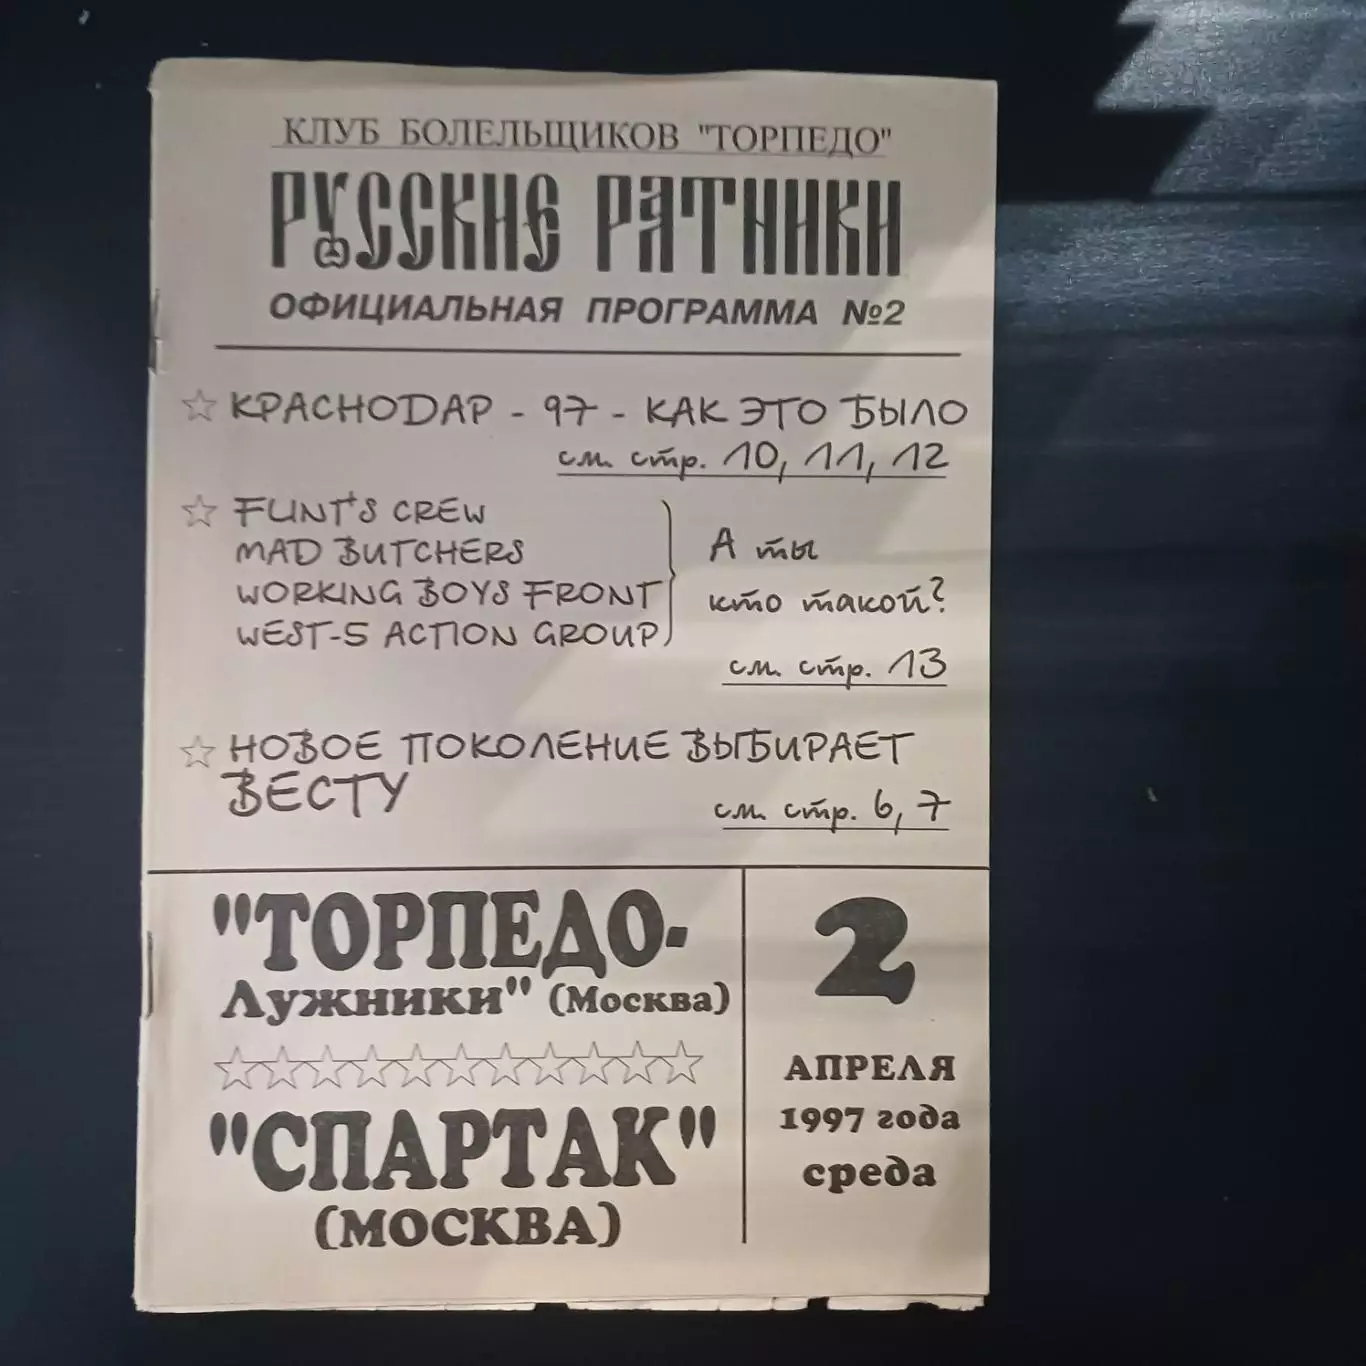 КЛУБ БОЛЕЛЬЩИКОВ "ТОРПЕДО"
РУССКИЕ РАТНИКИ
ОФИЦИАЛЬНАЯ ПРОГРАММА №2
☆ КРАСНОДАР - 97 - КАК ЭТО БЫЛО
см. стр. 10, 11, 12
☆ FUNT'S CREW
MAD BUTCHERS
WORKING BOYS FRONT
WEST-5 ACTION GROUP
А ты
кто такой?
см. стр. 13
☆ НОВОЕ ПОКОЛЕНИЕ ВЫБИРАЕТ
ВЕСТУ
см. стр. 6, 7
"ТОРПЕДО-
Лужники" (Москва)
☆☆☆☆☆☆☆☆☆☆☆
"СПАРТАК"
(МОСКВА)
2
АПРЕЛЯ
1997 года
среда